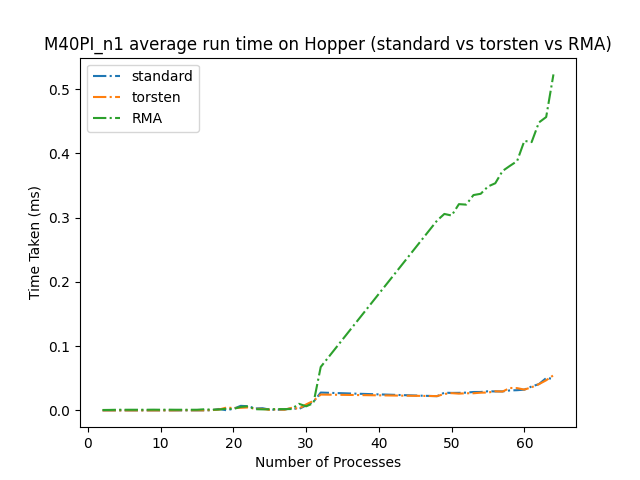 M40PI_n1 average run time on Hopper (standard vs torsten vs RMA)
standard
torsten
RMA
Time Taken (ms)
0.5
0.4
0.3
0.2
0.1
0.0
0 10 20 30 40 50 60
Number of Processes